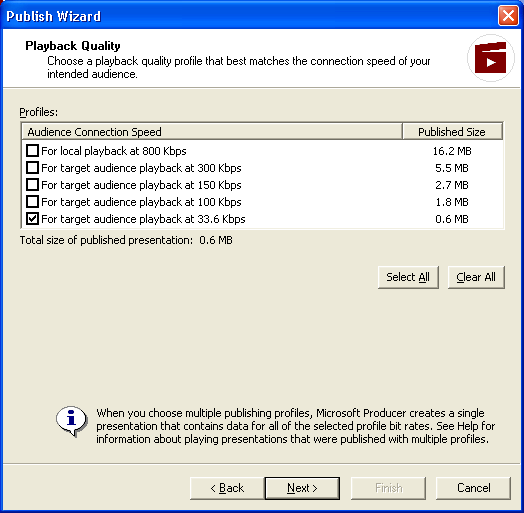 Publish Wizard
Playback Quality
Choose a playback quality profile that best matches the connection speed of your
intended audience.
Profiles:
Audience Connection Speed Published Size
For local playback at 800 Kbps 16.2 MB
For target audience playback at 300 Kbps 5.5 MB
For target audience playback at 150 Kbps 2.7 MB
For target audience playback at 100 Kbps 1.8 MB
For target audience playback at 33.6 Kbps 0.6 MB
Total size of published presentation: 0.6 MB
Select All Clear All
When you choose multiple publishing profiles, Microsoft Producer creates a single
presentation that contains data for all of the selected profile bit rates. See Help for
information about playing presentations that were published with multiple profiles.
< Back Next > Finish Cancel